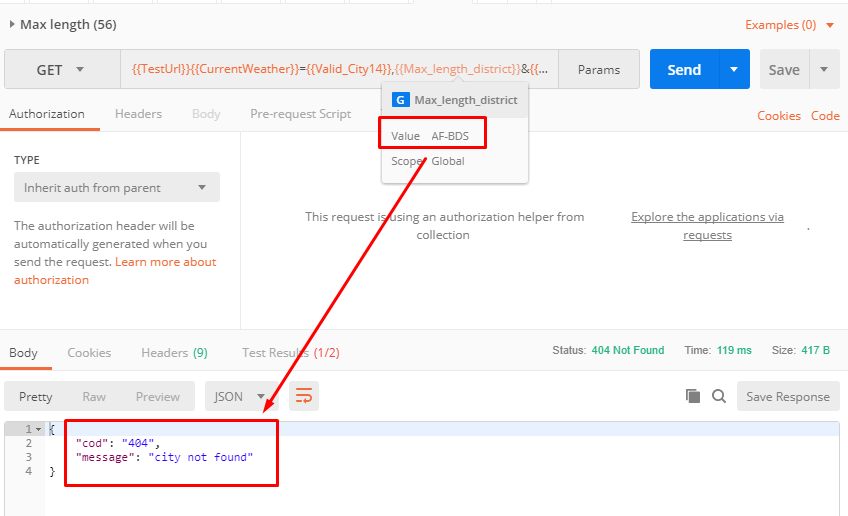 Max length (56)
Examples (0)
GET
{{TestUrl}}{{CurrentWeather}}={{Valid_City14}},{{Max_length_district}}&{{...
Params
Send
Save
G Max_length_district
Value AF-BDS
Scope Global
Authorization
Headers
Body
Pre-request Script
Cookies
Code
TYPE
Inherit auth from parent
The authorization header will be
automatically generated when you
send the request. Learn more about
authorization
This request is using an authorization helper from
collection
Explore the applications via
requests
.
Body
Cookies
Headers (9)
Test Results (1/2)
Status: 404 Not Found
Time: 119 ms
Size: 417 B
Pretty
Raw
Preview
JSON
Save Response
1 {
2 "cod": "404",
3 "message": "city not found"
4 }